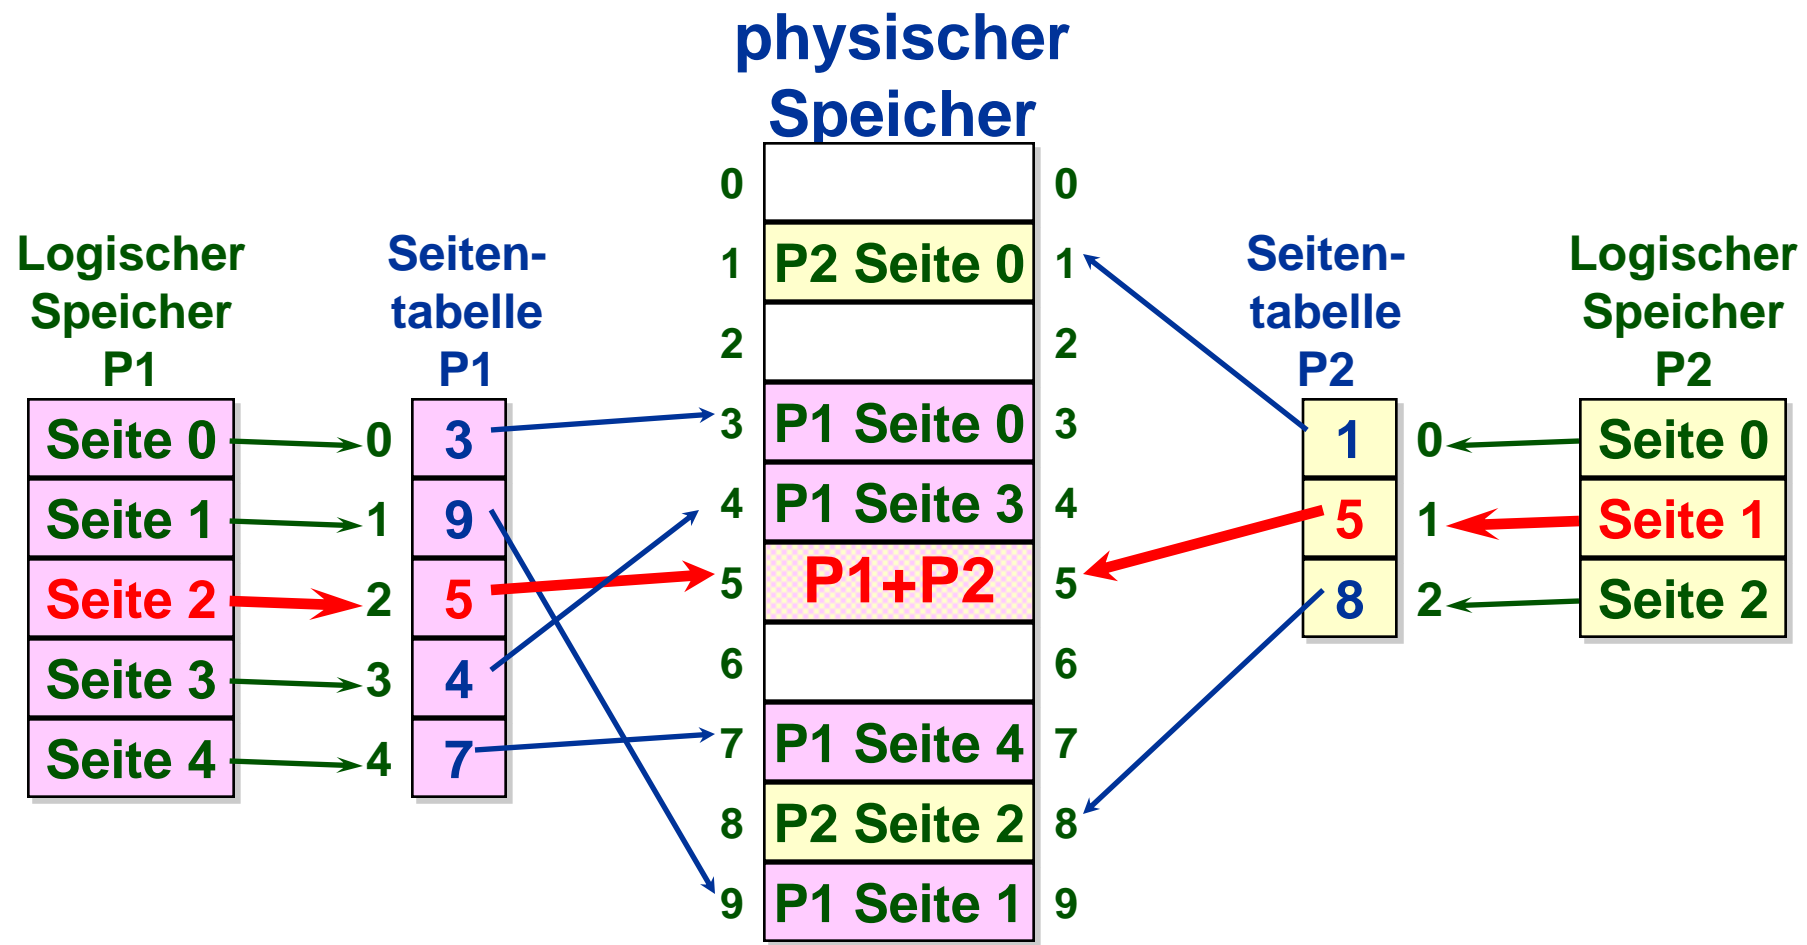 physischer
Speicher
Logischer
Speicher
P1
Seite 0
Seite 1
Seite 2
Seite 3
Seite 4
0
1
2
3
4
Seiten-
tabelle
P1
3
9
5
4
7
0
1
2
3
4
5
6
7
8
9
P2 Seite 0
P1 Seite 0
P1 Seite 3
P1+P2
P1 Seite 4
P2 Seite 2
P1 Seite 1
0
1
2
3
4
5
6
7
8
9
Seiten-
tabelle
P2
1
5
8
0
1
2
Logischer
Speicher
P2
Seite 0
Seite 1
Seite 2